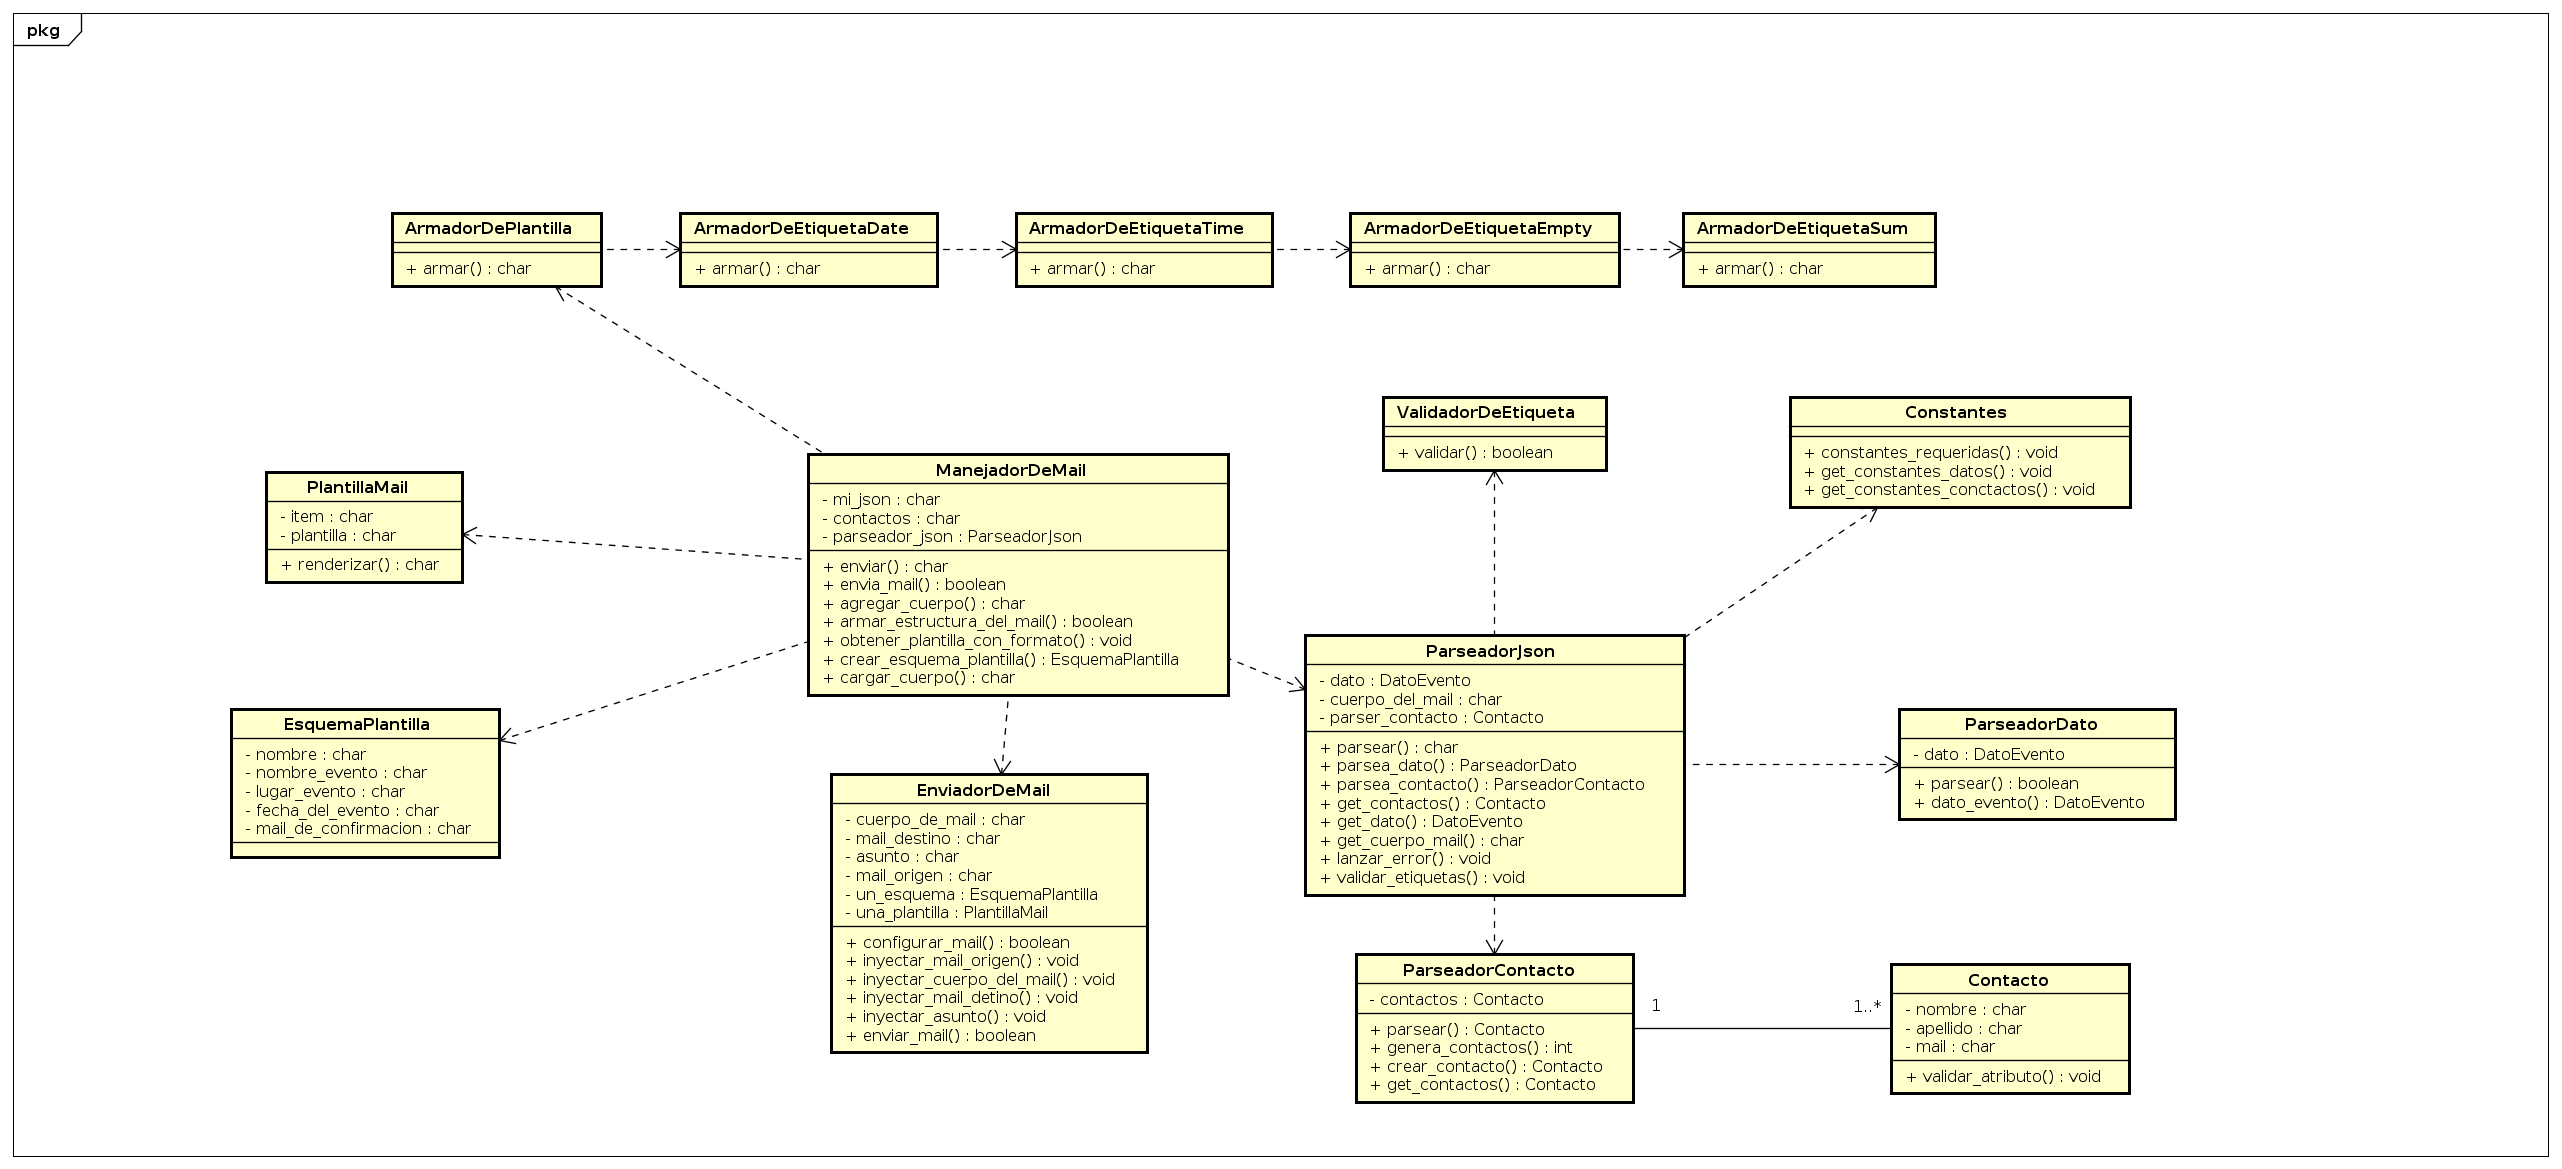 pkg
ArmadorDePlantilla
+ armar() : char
ArmadorDeEtiquetaDate
+ armar() : char
ArmadorDeEtiquetaTime
+ armar() : char
ArmadorDeEtiquetaEmpty
+ armar() : char
ArmadorDeEtiquetaSum
+ armar() : char
ValidadorDeEtiqueta
+ validar() : boolean
Constantes
+ constantes_requeridas() : void
+ get_constantes_datos() : void
+ get_constantes_conctactos() : void
PlantillaMail
- item : char
- plantilla : char
+ renderizar() : char
ManejadorDeMail
- mi_json : char
- contactos : char
- parseador_json : ParseadorJson
+ enviar() : char
+ envia_mail() : boolean
+ agregar_cuerpo() : char
+ armar_estructura_del_mail() : boolean
+ obtener_plantilla_con_formato() : void
+ crear_esquema_plantilla() : EsquemaPlantilla
+ cargar_cuerpo() : char
ParseadorJson
- dato : DatoEvento
- cuerpo_del_mail : char
- parser_contacto : Contacto
+ parsear() : char
+ parsea_dato() : ParseadorDato
+ parsea_contacto() : ParseadorContacto
+ get_contactos() : Contacto
+ get_dato() : DatoEvento
+ get_cuerpo_mail() : char
+ lanzar_error() : void
+ validar_etiquetas() : void
EsquemaPlantilla
- nombre : char
- nombre_evento : char
- lugar_evento : char
- fecha_del_evento : char
- mail_de_confirmacion : char
ParseadorDato
- dato : DatoEvento
+ parsear() : boolean
+ dato_evento() : DatoEvento
EnviadorDeMail
- cuerpo_de_mail : char
- mail_destino : char
- asunto : char
- mail_origen : char
- un_esquema : EsquemaPlantilla
- una_plantilla : PlantillaMail
+ configurar_mail() : boolean
+ inyectar_mail_origen() : void
+ inyectar_cuerpo_del_mail() : void
+ inyectar_mail_detino() : void
+ inyectar_asunto() : void
+ enviar_mail() : boolean
ParseadorContacto
- contactos : Contacto
+ parsear() : Contacto
+ genera_contactos() : int
+ crear_contacto() : Contacto
+ get_contactos() : Contacto
1
1..*
Contacto
- nombre : char
- apellido : char
- mail : char
+ validar_atributo() : void